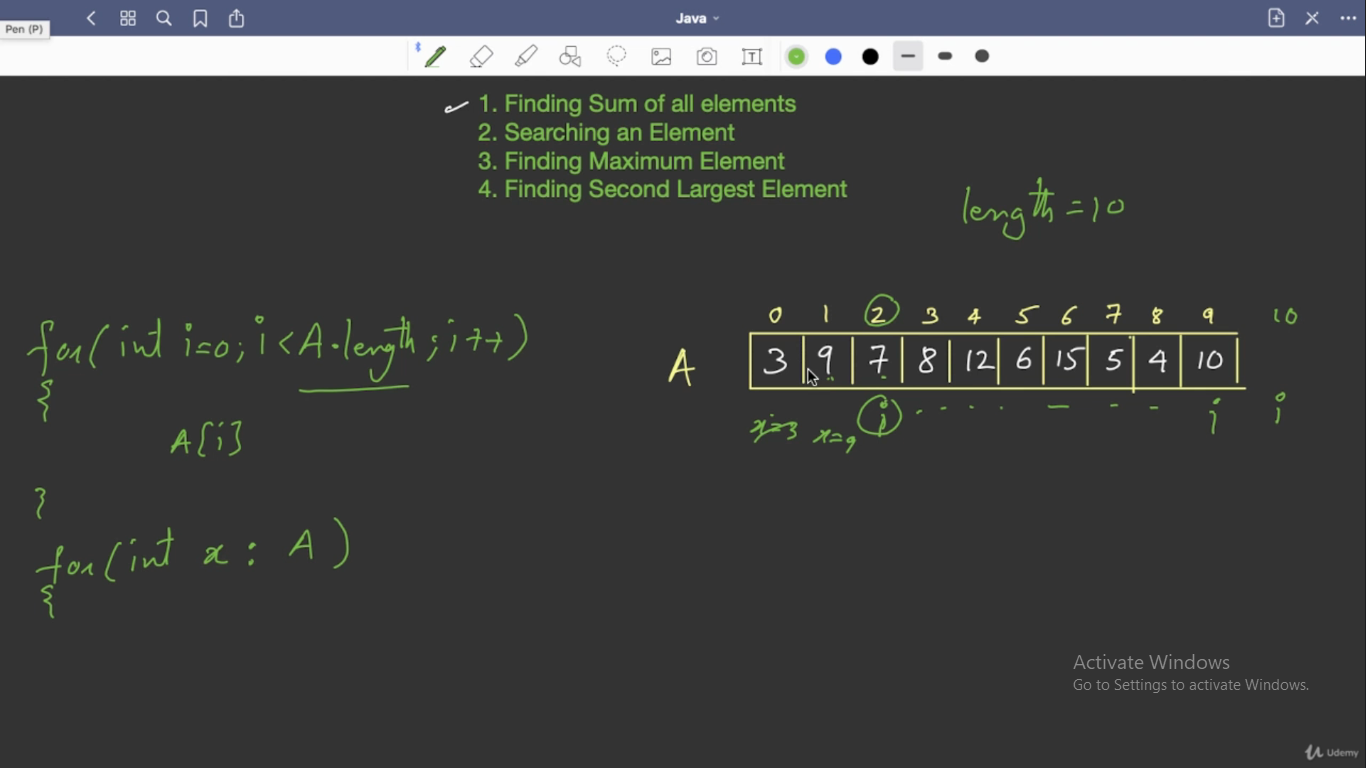 Pen (P)
Java
T
1. Finding Sum of all elements
2. Searching an Element
3. Finding Maximum Element
4. Finding Second Largest Element
length = 10
for(int i=0; i<A.length; i++)
{
A[i]
}
for(int x : A)
{
0 1 2 3 4 5 6 7 8 9 10
A 3 9 7 8 12 6 15 5 4 10
x=3 x=9 i i i
Activate Windows
Go to Settings to activate Windows.
Udemy